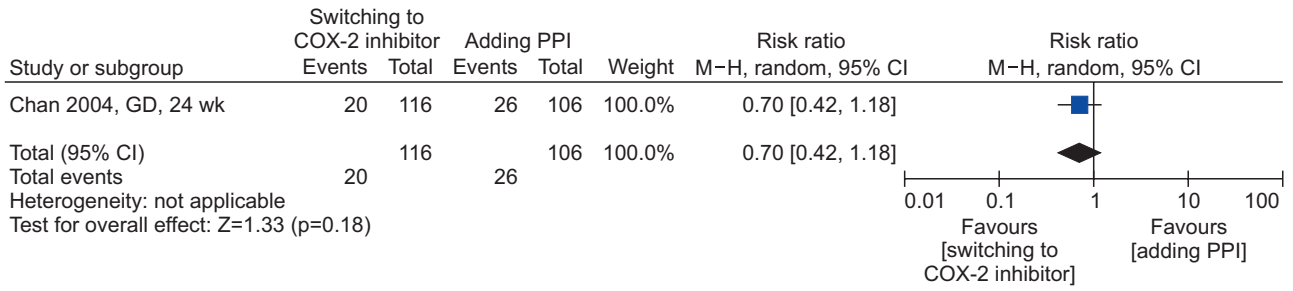 Switching to
COX-2 inhibitor Adding PPI Risk ratio Risk ratio
Study or subgroup Events Total Events Total Weight M−H, random, 95% CI M−H, random, 95% CI
Chan 2004, GD, 24 wk 20 116 26 106 100.0% 0.70 [0.42, 1.18]
Total (95% CI) 116 106 100.0% 0.70 [0.42, 1.18]
Total events 20 26
Heterogeneity: not applicable
Test for overall effect: Z=1.33 (p=0.18)
0.01 0.1 1 10 100
Favours Favours
[switching to [adding PPI]
COX-2 inhibitor]